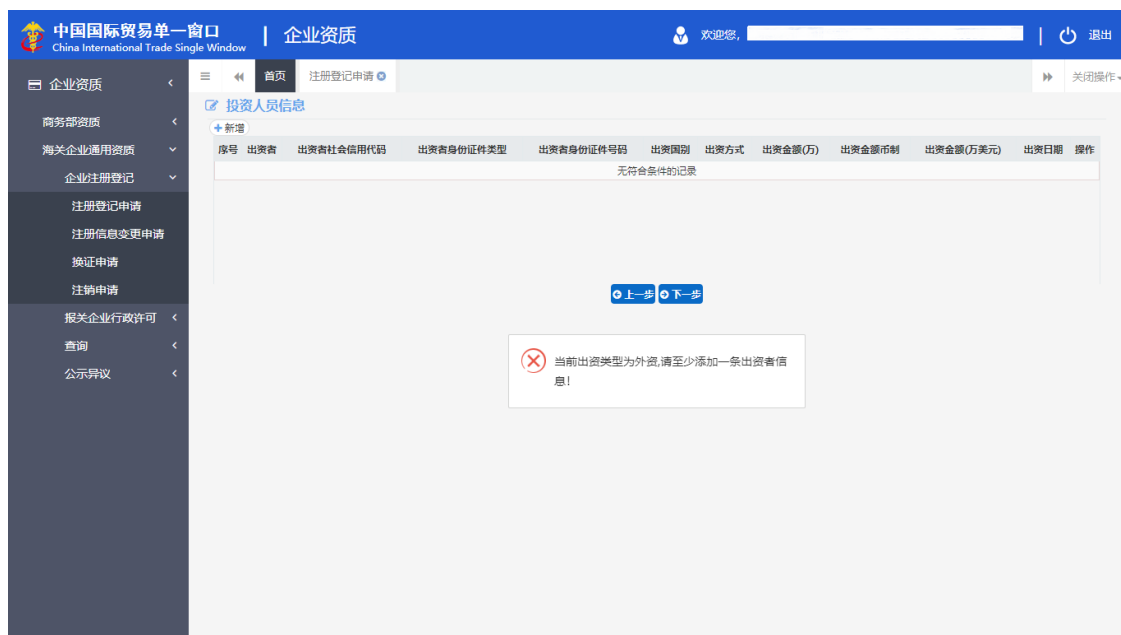 中国国际贸易单一窗口
China International Trade Single Window
企业资质
欢迎您,
退出
企业资质
首页
注册登记申请
关闭操作
投资人员信息
商务部资质
新增
海关企业通用资质
序号 出资者 出资者社会信用代码 出资者身份证件类型 出资者身份证件号码 出资国别 出资方式 出资金额(万) 出资金额币制 出资金额(万美元) 出资日期 操作
无符合条件的记录
企业注册登记
注册登记申请
注册信息变更申请
换证申请
注销申请
上一步 下一步
报关企业行政许可
查询
公示异议
当前出资类型为外资,请至少添加一条出资者信
息!